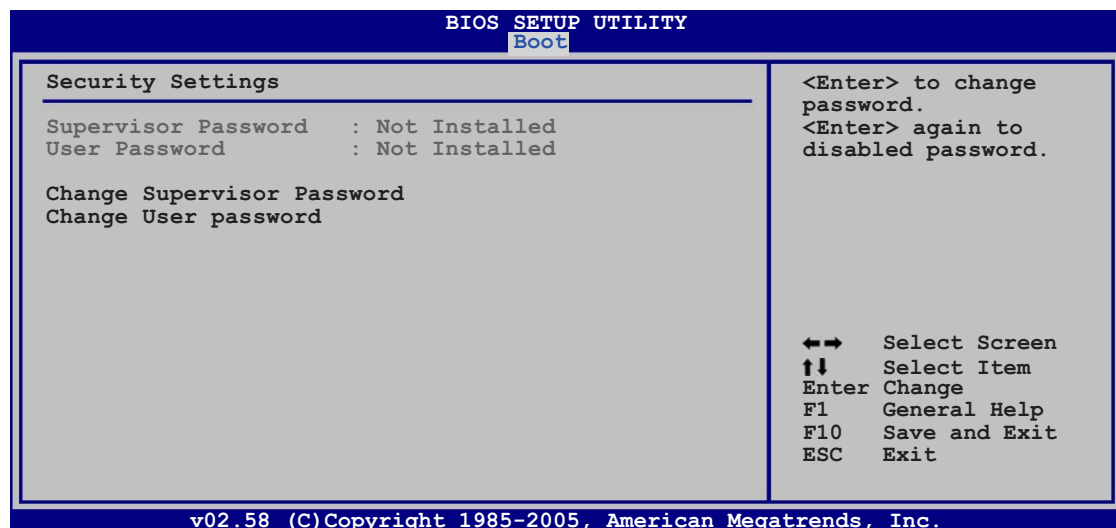 BIOS SETUP UTILITY
Boot
Security Settings
Supervisor Password : Not Installed
User Password : Not Installed
Change Supervisor Password
Change User password
<Enter> to change
password.
<Enter> again to
disabled password.
←→ Select Screen
↑↓ Select Item
Enter Change
F1 General Help
F10 Save and Exit
ESC Exit
v02.58 (C)Copyright 1985-2005, American Megatrends, Inc.